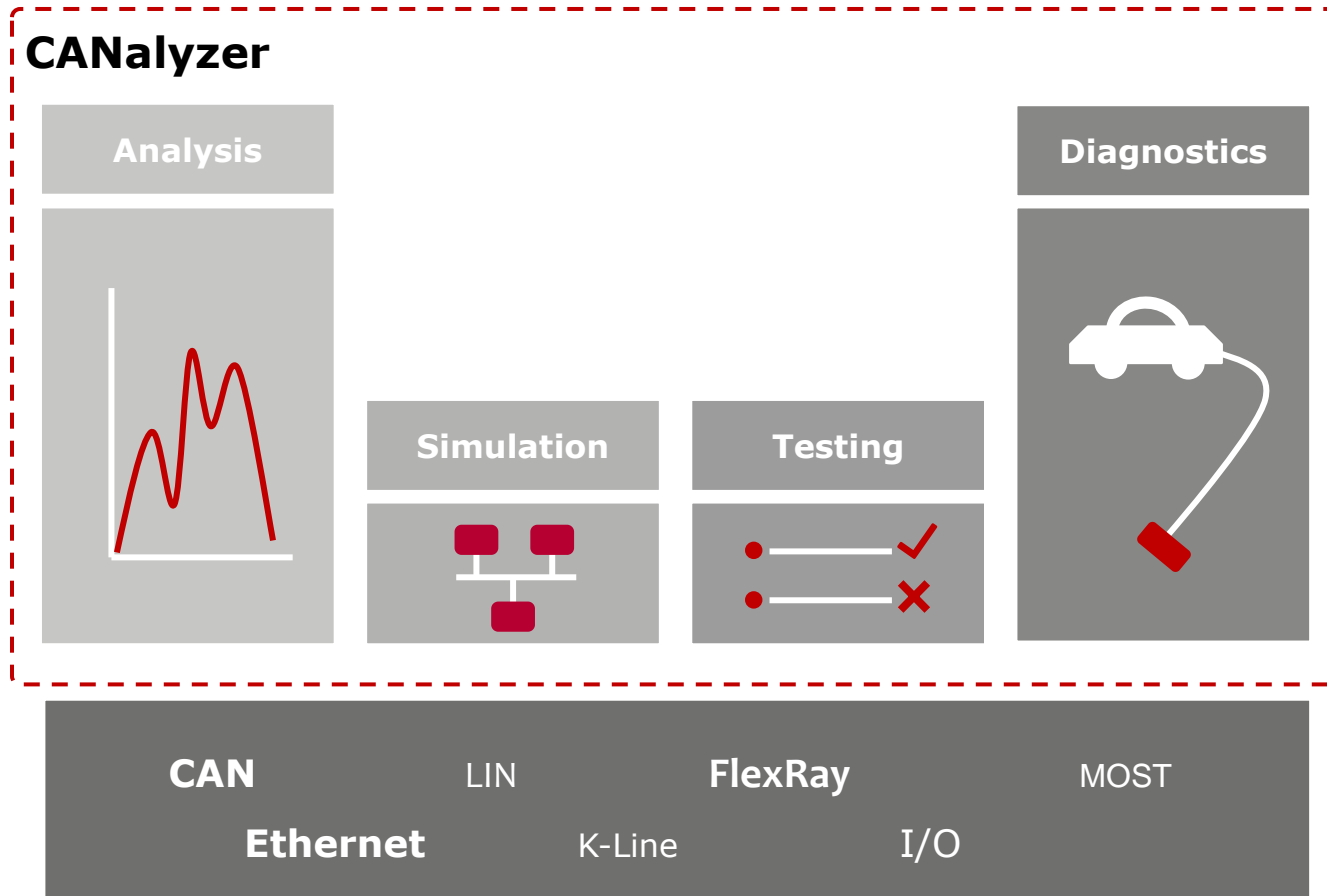 CANalyzer
Analysis
Diagnostics
Simulation
Testing
CAN LIN FlexRay MOST
Ethernet K-Line I/O